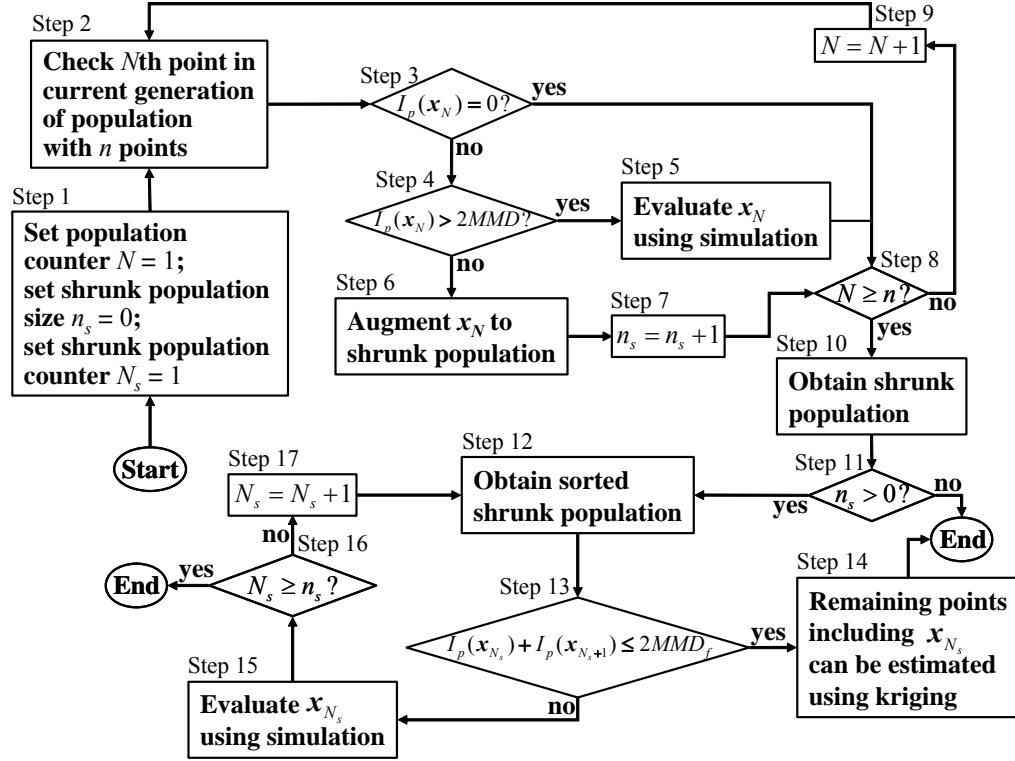 Step 2
Check Nth point in
current generation
of population
with n points
Step 9
N = N +1
Step 3
I_p(x_N) = 0?
yes
no
Step 4
I_p(x_N) > 2MMD?
yes
no
Step 5
Evaluate x_N
using simulation
Step 1
Set population
counter N = 1;
set shrunk population
size n_s = 0;
set shrunk population
counter N_s = 1
Start
Step 6
Augment x_N to
shrunk population
Step 7
n_s = n_s +1
Step 8
N ≥ n?
no
yes
Step 10
Obtain shrunk
population
Step 11
n_s > 0?
no
yes
End
Step 12
Obtain sorted
shrunk population
Step 17
N_s = N_s +1
no
Step 16
N_s ≥ n_s?
yes
End
Step 13
I_p(x_{N_s}) + I_p(x_{N_s+1}) ≤ 2MMD_f
yes
no
Step 14
Remaining points
including x_{N_s}
can be estimated
using kriging
Step 15
Evaluate x_{N_s}
using simulation